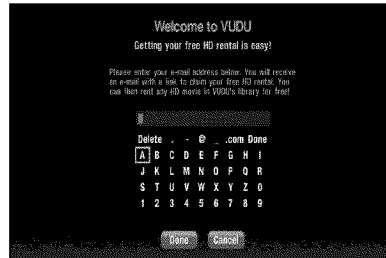 Welcome to VUDU
Getting your free HD rental is easy!
Please enter your e-mail address below. You will receive
an e-mail with a link to claim your free HD rental. You
can then rent any HD movie in VUDU's library for free!
Delete . - @ _ .com Done
A B C D E F G H I
J K L M N O P Q R
S T U V W X Y Z 0
1 2 3 4 5 6 7 8 9
Done Cancel